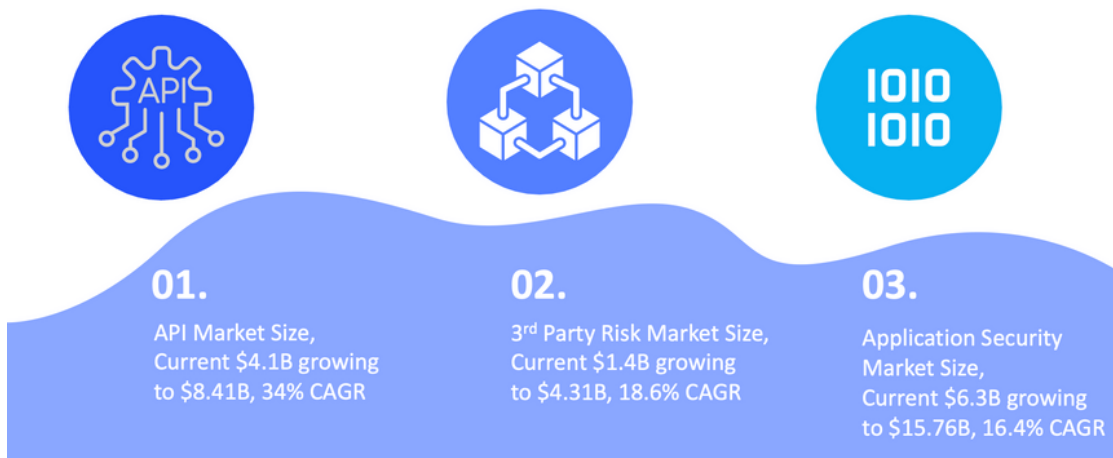 API
1010
1010
01.
API Market Size,
Current $4.1B growing
to $8.41B, 34% CAGR
02.
3rd Party Risk Market Size,
Current $1.4B growing
to $4.31B, 18.6% CAGR
03.
Application Security
Market Size,
Current $6.3B growing
to $15.76B, 16.4% CAGR